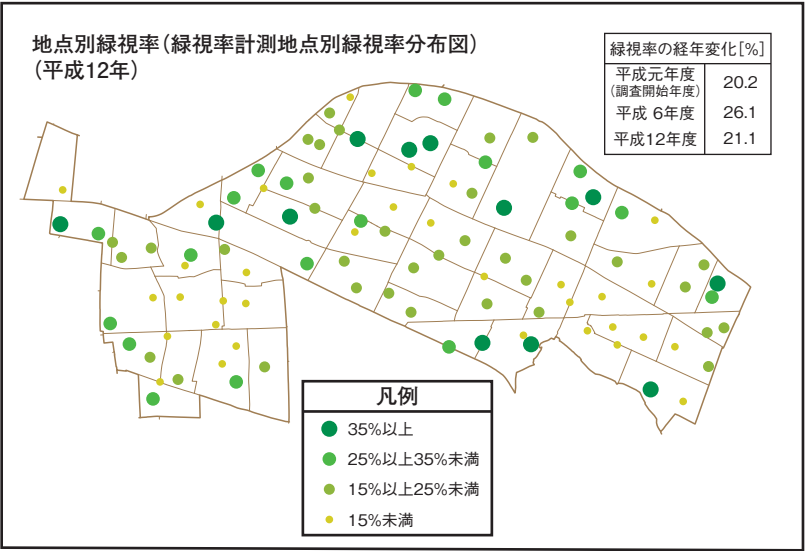 地点別緑視率(緑視率計測地点別緑視率分布図)
(平成12年)
緑視率の経年変化[%]
平成元年度
(調査開始年度)
20.2
平成 6年度 26.1
平成12年度 21.1
凡例
35%以上
25%以上35%未満
15%以上25%未満
15%未満